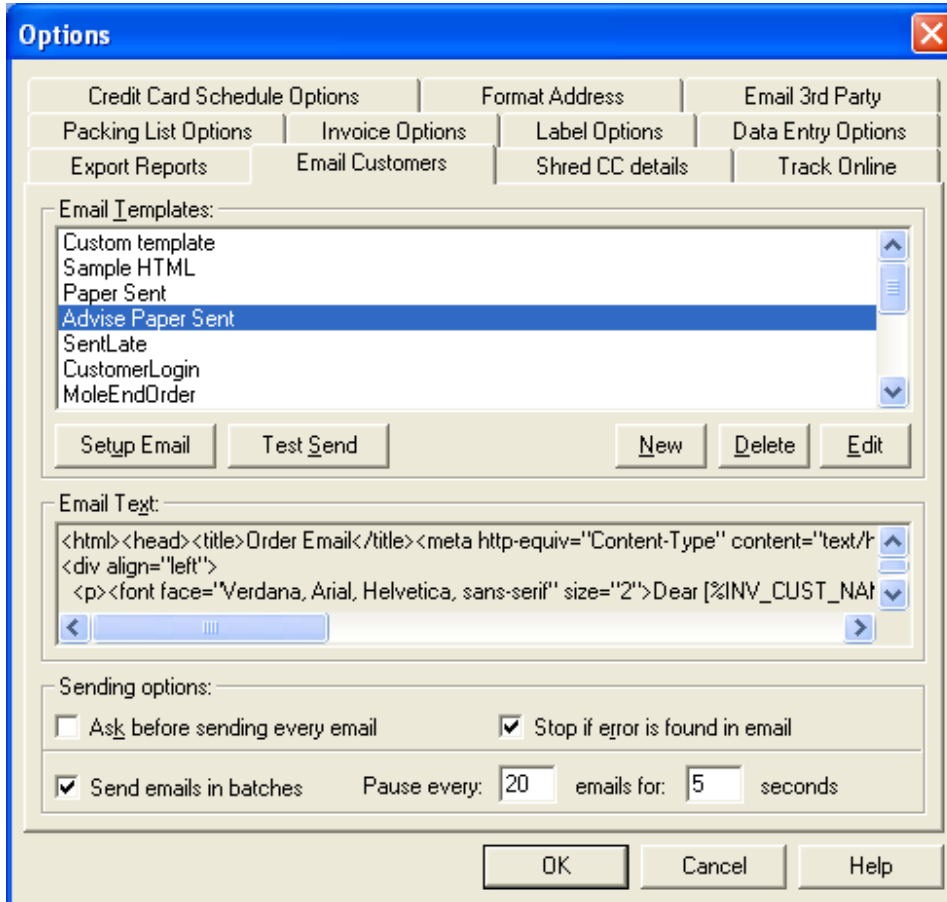 Options
Credit Card Schedule Options Format Address Email 3rd Party
Packing List Options Invoice Options Label Options Data Entry Options
Export Reports Email Customers Shred CC details Track Online
Email Templates:
Custom template
Sample HTML
Paper Sent
Advise Paper Sent
SentLate
CustomerLogin
MoleEndOrder
Setup Email Test Send New Delete Edit
Email Text:
<html><head><title>Order Email</title><meta http-equiv="Content-Type" content="text/h
<div align="left">
<p><font face="Verdana, Arial, Helvetica, sans-serif" size="2">Dear [%INV_CUST_NAM
Sending options:
Ask before sending every email Stop if error is found in email
Send emails in batches Pause every: 20 emails for: 5 seconds
OK Cancel Help